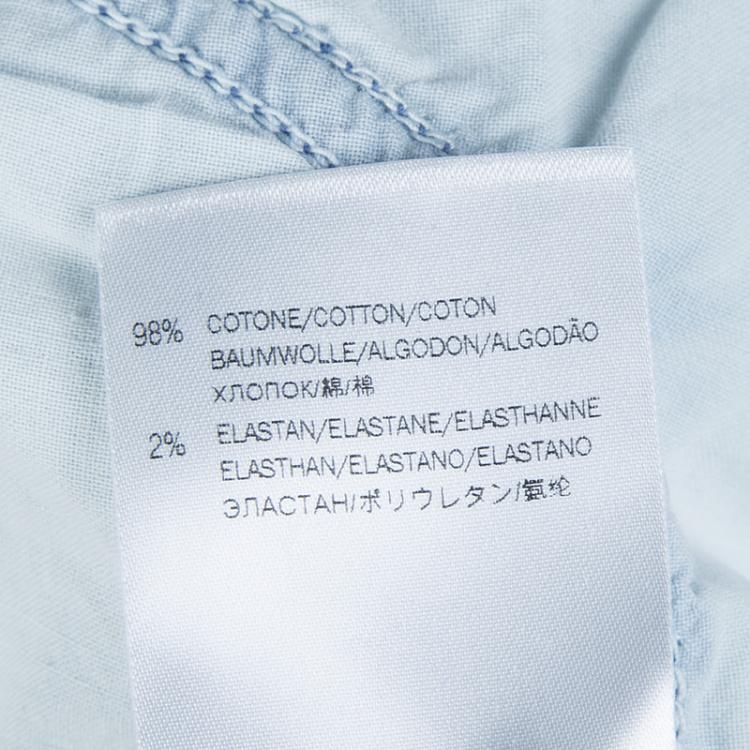 98% COTONE/COTTON/COTON
BAUMWOLLE/ALGODON/ALGODÃO
ХЛОПОК/綿/棉
2% ELASTAN/ELASTANE/ELASTHANNE
ELASTHAN/ELASTANO/ELASTANO
ЭЛАСТАН/ポリウレタン/氨纶